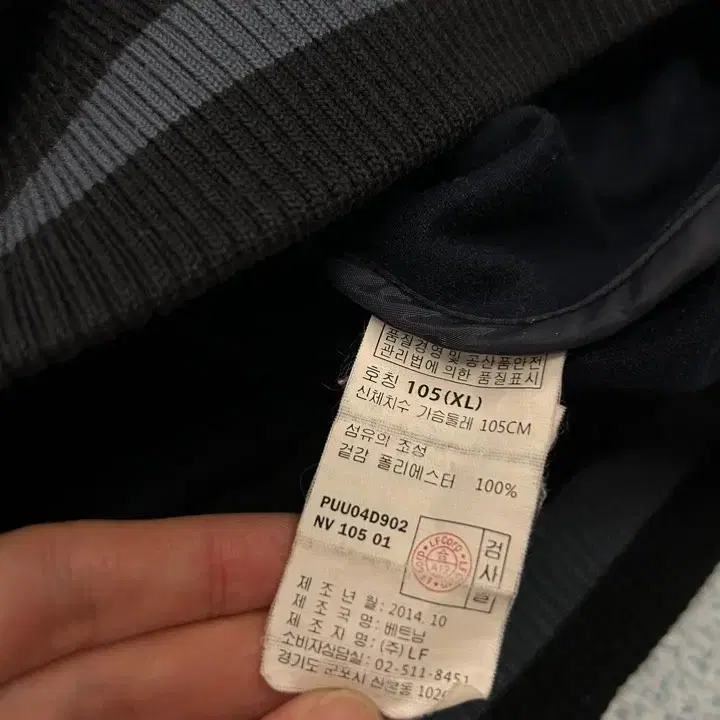 품질경영 및 공산품안전
관리법에 의한 품질표시
호칭 105(XL)
신체치수 가슴둘레 105CM
섬유의 조성
겉감 폴리에스터 100%
PUU04D902
NV 105 01
검사필
LFCorp
합
제 조 년 월: 2014.10
제 조 국 명: 베트남
제 조 자 명: (주)LF
소비자상담실: 02-511-8451
경기도 군포시 산본동